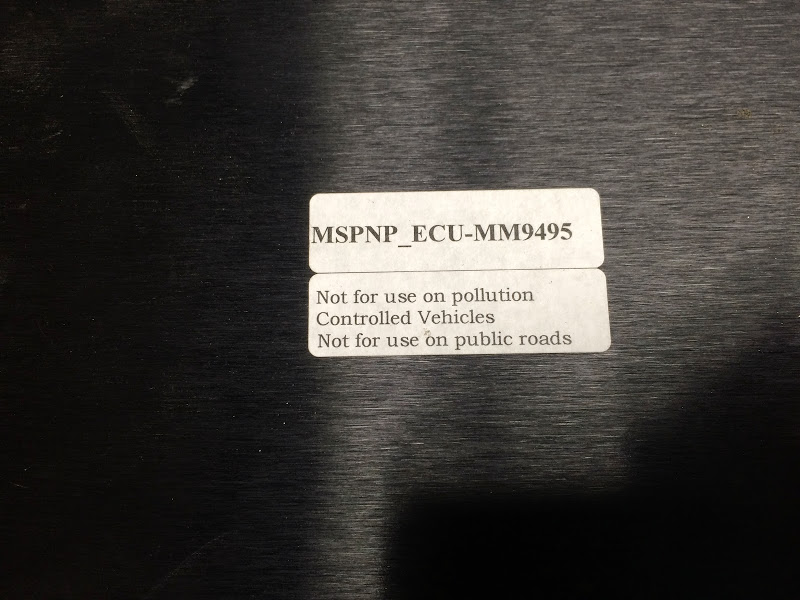 MSPNP_ECU-MM9495
Not for use on pollution
Controlled Vehicles
Not for use on public roads